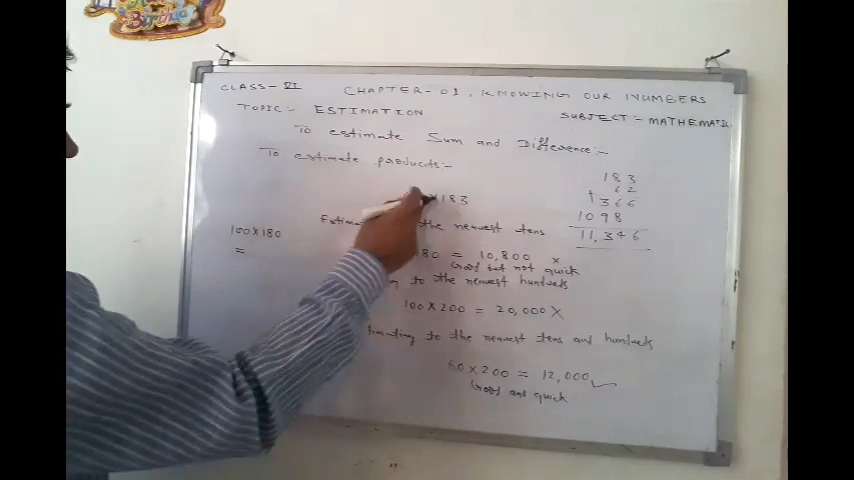 Birthday
CLASS- VI CHAPTER-01. KNOWING OUR NUMBERS
TOPIC:- ESTIMATION SUBJECT:- MATHEMATI
To estimate Sum and Difference:-
To estimate products:-
×183
the nearest tens
180 = 10,800 ×
Good but not quick
to the nearest hundreds
100×200 = 20,000 ×
to the nearest tens and hundreds
60×200 = 12,000 ✓
Good and quick
100×180
=
183
62
366
1098
11,346